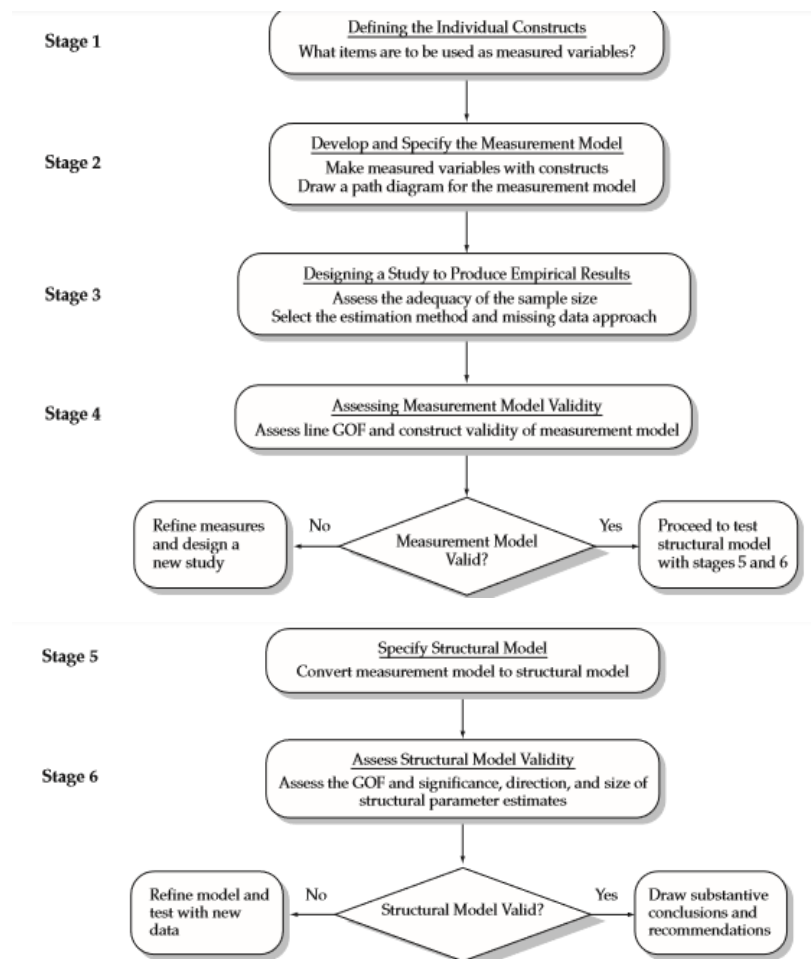 Stage 1
Defining the Individual Constructs
What items are to be used as measured variables?
Stage 2
Develop and Specify the Measurement Model
Make measured variables with constructs
Draw a path diagram for the measurement model
Stage 3
Designing a Study to Produce Empirical Results
Assess the adequacy of the sample size
Select the estimation method and missing data approach
Stage 4
Assessing Measurement Model Validity
Assess line GOF and construct validity of measurement model
Refine measures
and design a
new study
No
Measurement Model
Valid?
Yes
Proceed to test
structural model
with stages 5 and 6
Stage 5
Specify Structural Model
Convert measurement model to structural model
Stage 6
Assess Structural Model Validity
Assess the GOF and significance, direction, and size of
structural parameter estimates
Refine model and
test with new
data
No
Structural Model Valid?
Yes
Draw substantive
conclusions and
recommendations